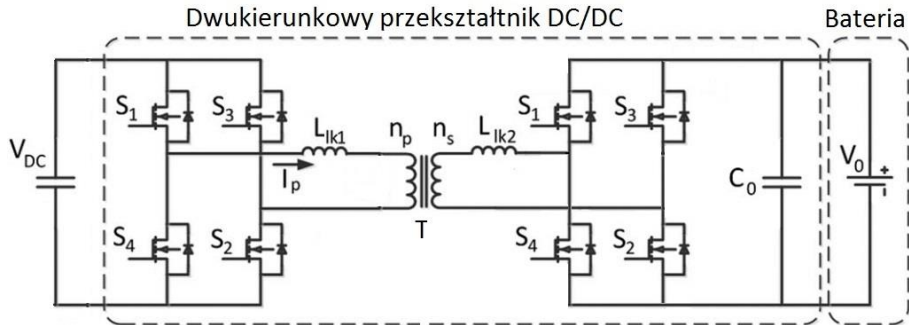 Dwukierunkowy przekształtnik DC/DC
Bateria
S1
S3
Llk1
np
ns
Llk2
S1
S3
VDC
Ip
C0
V0
+
-
S4
S2
T
S4
S2